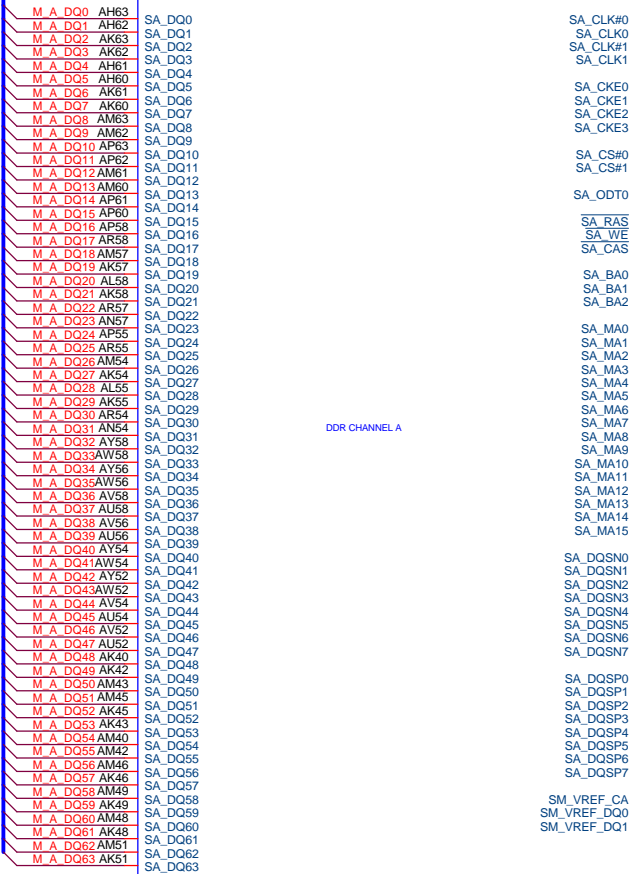 M_A_DQ0 AH63 SA_DQ0 SA_CLK#0
M_A_DQ1 AH62 SA_DQ1 SA_CLK0
M_A_DQ2 AK63 SA_DQ2 SA_CLK#1
M_A_DQ3 AK62 SA_DQ3 SA_CLK1
M_A_DQ4 AH61 SA_DQ4
M_A_DQ5 AH60 SA_DQ5 SA_CKE0
M_A_DQ6 AK61 SA_DQ6 SA_CKE1
M_A_DQ7 AK60 SA_DQ7 SA_CKE2
M_A_DQ8 AM63 SA_DQ8 SA_CKE3
M_A_DQ9 AM62 SA_DQ9
M_A_DQ10 AP63 SA_DQ10 SA_CS#0
M_A_DQ11 AP62 SA_DQ11 SA_CS#1
M_A_DQ12 AM61 SA_DQ12
M_A_DQ13 AM60 SA_DQ13 SA_ODT0
M_A_DQ14 AP61 SA_DQ14
M_A_DQ15 AP60 SA_DQ15 SA_RAS
M_A_DQ16 AP58 SA_DQ16 SA_WE
M_A_DQ17 AR58 SA_DQ17 SA_CAS
M_A_DQ18 AM57 SA_DQ18
M_A_DQ19 AK57 SA_DQ19 SA_BA0
M_A_DQ20 AL58 SA_DQ20 SA_BA1
M_A_DQ21 AK58 SA_DQ21 SA_BA2
M_A_DQ22 AR57 SA_DQ22
M_A_DQ23 AN57 SA_DQ23 SA_MA0
M_A_DQ24 AP55 SA_DQ24 SA_MA1
M_A_DQ25 AR55 SA_DQ25 SA_MA2
M_A_DQ26 AM54 SA_DQ26 SA_MA3
M_A_DQ27 AK54 SA_DQ27 SA_MA4
M_A_DQ28 AL55 SA_DQ28 SA_MA5
M_A_DQ29 AK55 SA_DQ29 SA_MA6
M_A_DQ30 AR54 SA_DQ30 DDR CHANNEL A SA_MA7
M_A_DQ31 AN54 SA_DQ31 SA_MA8
M_A_DQ32 AY58 SA_DQ32 SA_MA9
M_A_DQ33 AW58 SA_DQ33 SA_MA10
M_A_DQ34 AY56 SA_DQ34 SA_MA11
M_A_DQ35 AW56 SA_DQ35 SA_MA12
M_A_DQ36 AV58 SA_DQ36 SA_MA13
M_A_DQ37 AU58 SA_DQ37 SA_MA14
M_A_DQ38 AV56 SA_DQ38 SA_MA15
M_A_DQ39 AU56 SA_DQ39
M_A_DQ40 AY54 SA_DQ40 SA_DQSN0
M_A_DQ41 AW54 SA_DQ41 SA_DQSN1
M_A_DQ42 AY52 SA_DQ42 SA_DQSN2
M_A_DQ43 AW52 SA_DQ43 SA_DQSN3
M_A_DQ44 AV54 SA_DQ44 SA_DQSN4
M_A_DQ45 AU54 SA_DQ45 SA_DQSN5
M_A_DQ46 AV52 SA_DQ46 SA_DQSN6
M_A_DQ47 AU52 SA_DQ47 SA_DQSN7
M_A_DQ48 AK40 SA_DQ48
M_A_DQ49 AK42 SA_DQ49 SA_DQSP0
M_A_DQ50 AM43 SA_DQ50 SA_DQSP1
M_A_DQ51 AM45 SA_DQ51 SA_DQSP2
M_A_DQ52 AK45 SA_DQ52 SA_DQSP3
M_A_DQ53 AK43 SA_DQ53 SA_DQSP4
M_A_DQ54 AM40 SA_DQ54 SA_DQSP5
M_A_DQ55 AM42 SA_DQ55 SA_DQSP6
M_A_DQ56 AM46 SA_DQ56 SA_DQSP7
M_A_DQ57 AK46 SA_DQ57
M_A_DQ58 AM49 SA_DQ58 SM_VREF_CA
M_A_DQ59 AK49 SA_DQ59 SM_VREF_DQ0
M_A_DQ60 AM48 SA_DQ60 SM_VREF_DQ1
M_A_DQ61 AK48 SA_DQ61
M_A_DQ62 AM51 SA_DQ62
M_A_DQ63 AK51 SA_DQ63